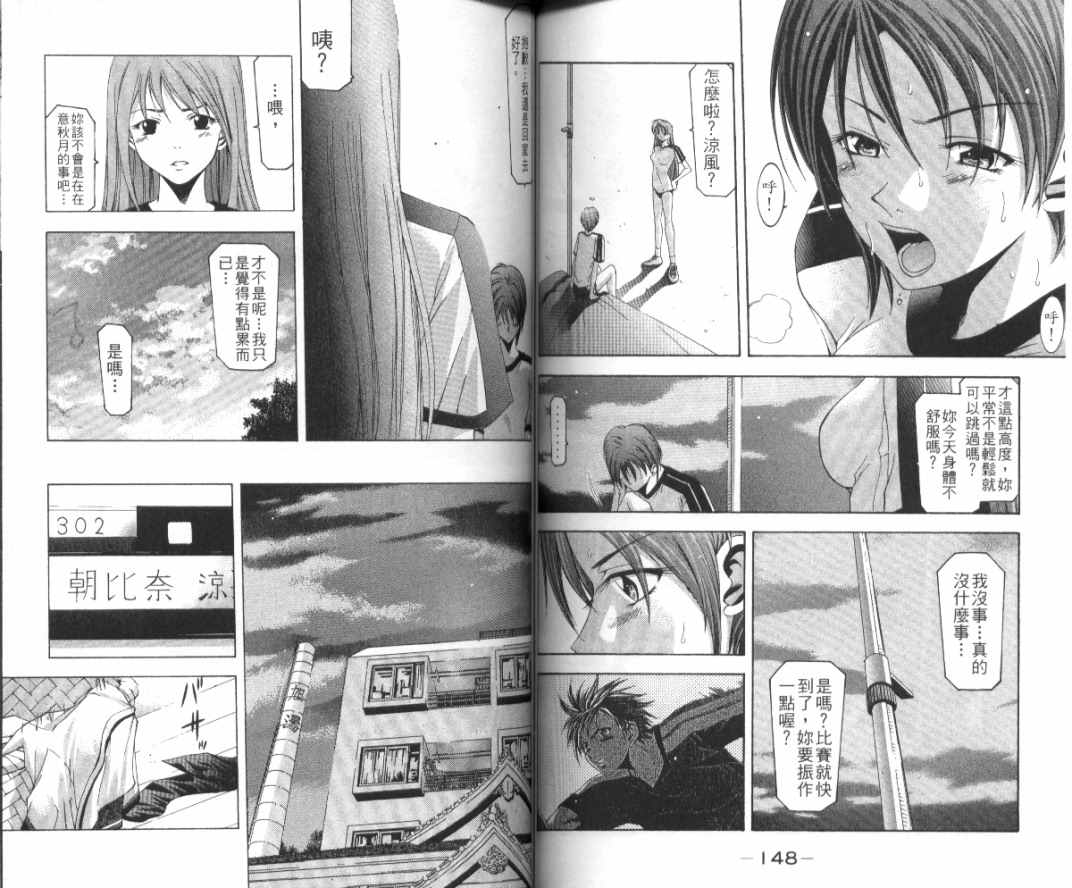 呼！
呼！
怎麼啦？涼風？
才這點高度，妳
平常不是輕鬆就
可以跳過嗎？
妳今天身體不
舒服嗎？
………
我沒事…真的
沒什麼事…
是嗎？比賽就快
到了，妳要振作
一點喔？
148
抱歉…我還是回家去
好了。
咦？
…喂，
妳該不會是在在
意秋月的事吧…
才不是呢…我只
是覺得有點累而
已…
是嗎…
302
朝比奈 涼
加湯
バサ